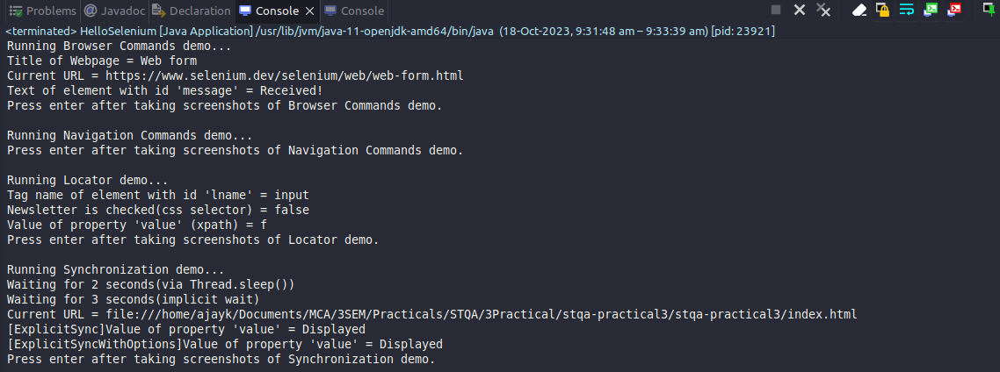 Problems @ Javadoc Declaration Console Console
<terminated> HelloSelenium [Java Application] /usr/lib/jvm/java-11-openjdk-amd64/bin/java (18-Oct-2023, 9:31:48 am – 9:33:39 am) [pid: 23921]
Running Browser Commands demo...
Title of Webpage = Web form
Current URL = https://www.selenium.dev/selenium/web/web-form.html
Text of element with id 'message' = Received!
Press enter after taking screenshots of Browser Commands demo.
Running Navigation Commands demo...
Press enter after taking screenshots of Navigation Commands demo.
Running Locator demo...
Tag name of element with id 'lname' = input
Newsletter is checked(css selector) = false
Value of property 'value' (xpath) = f
Press enter after taking screenshots of Locator demo.
Running Synchronization demo...
Waiting for 2 seconds(via Thread.sleep())
Waiting for 3 seconds(implicit wait)
Current URL = file:///home/ajayk/Documents/MCA/3SEM/Practicals/STQA/3Practical/stqa-practical3/stqa-practical3/index.html
[ExplicitSync]Value of property 'value' = Displayed
[ExplicitSyncWithOptions]Value of property 'value' = Displayed
Press enter after taking screenshots of Synchronization demo.